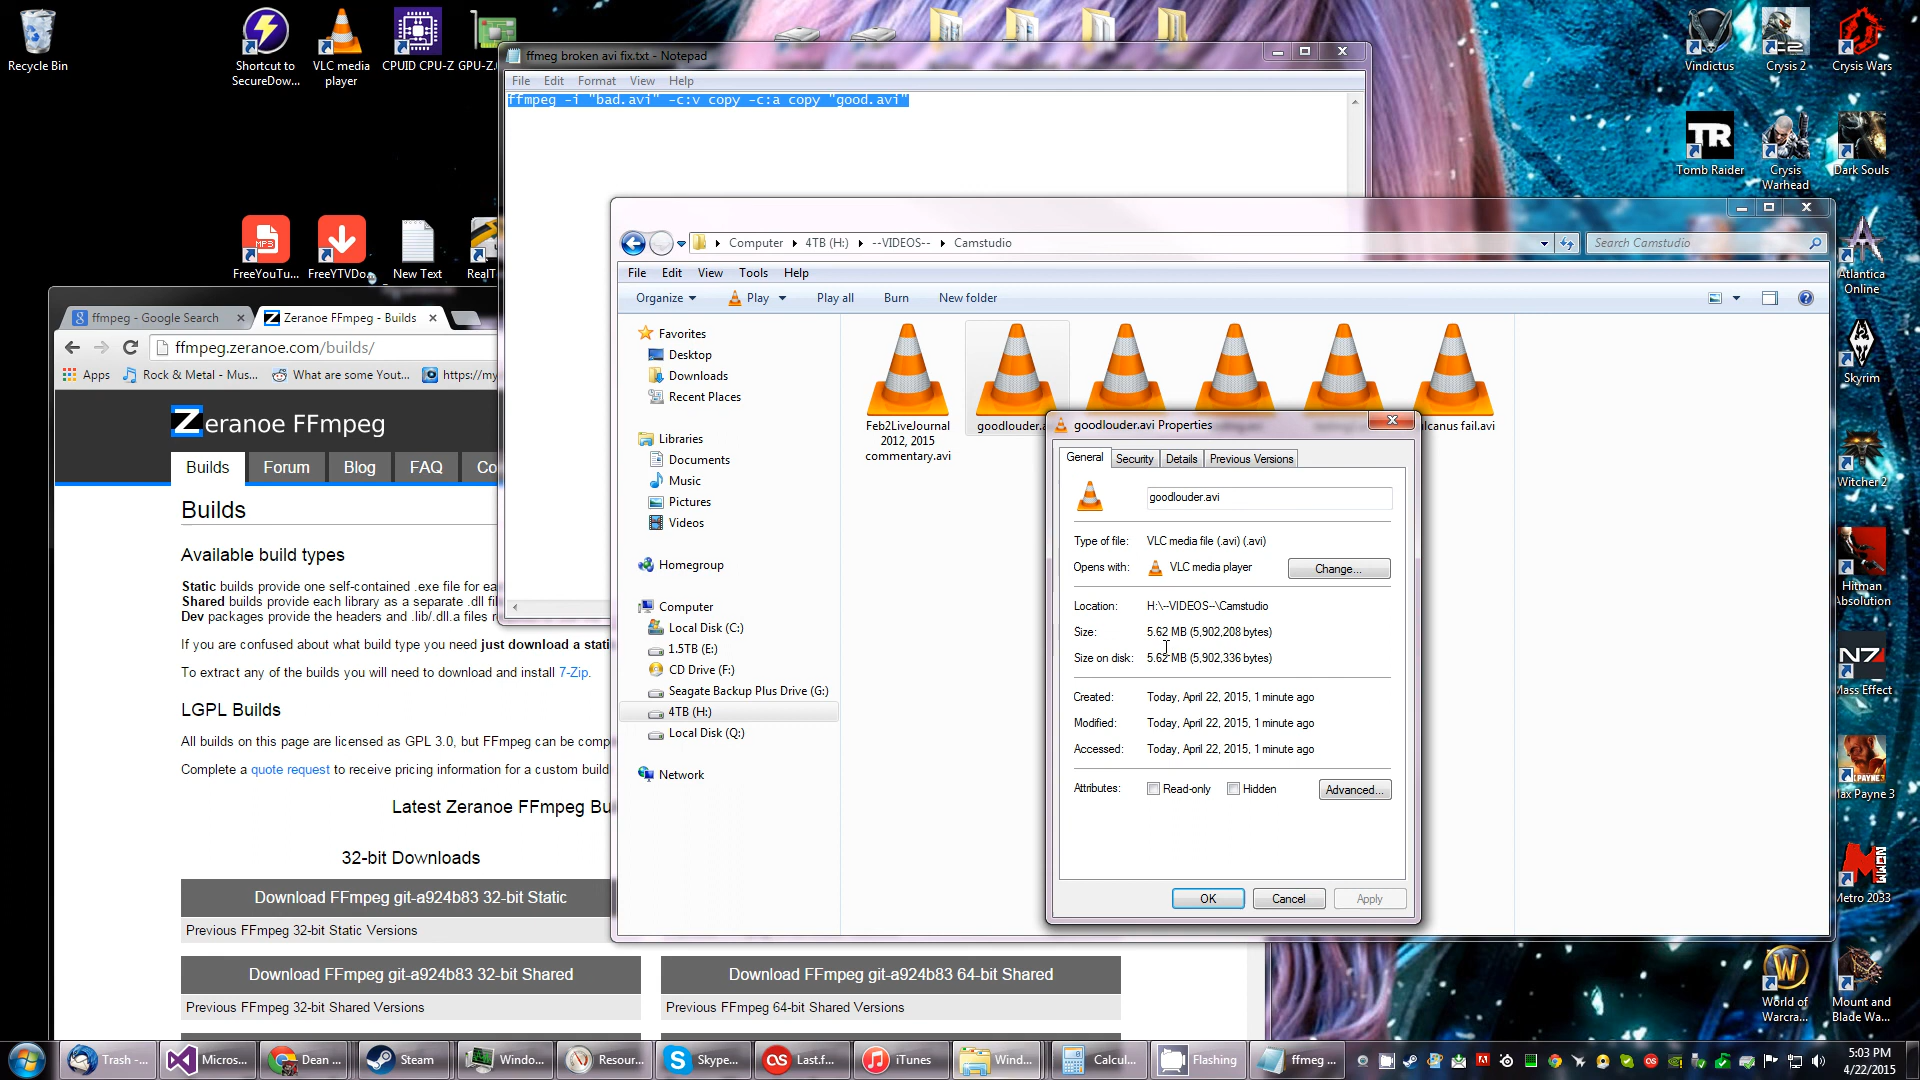 Recycle Bin
Shortcut to
SecureDow...
VLC media
player
CPUID CPU-Z
GPU-Z.
FreeYouTu...
FreeYTVDo...
New Text
RealT
ffmeg broken avi fix.txt - Notepad
File Edit Format View Help
ffmpeg -i "bad.avi" -c:v copy -c:a copy "good.avi"
Vindictus
Crysis 2
Crysis Wars
Tomb Raider
Crysis
Warhead
Dark Souls
Atlantica
Online
Skyrim
Witcher 2
Hitman
Absolution
Mass Effect
Max Payne 3
Metro 2033
World of
Warcra...
Mount and
Blade Wa...
Computer 4TB (H:) --VIDEOS-- Camstudio
Search Camstudio
File Edit View Tools Help
Organize Play Play all Burn New folder
Favorites
Desktop
Downloads
Recent Places
Libraries
Documents
Music
Pictures
Videos
Homegroup
Computer
Local Disk (C:)
1.5TB (E:)
CD Drive (F:)
Seagate Backup Plus Drive (G:)
4TB (H:)
Local Disk (Q:)
Network
Feb2LiveJournal
2012, 2015
commentary.avi
goodlouder.a
ulcanus fail.avi
goodlouder.avi Properties
General Security Details Previous Versions
goodlouder.avi
Type of file: VLC media file (.avi) (.avi)
Opens with: VLC media player Change...
Location: H:\--VIDEOS--\Camstudio
Size: 5.62 MB (5,902,208 bytes)
Size on disk: 5.62 MB (5,902,336 bytes)
Created: Today, April 22, 2015, 1 minute ago
Modified: Today, April 22, 2015, 1 minute ago
Accessed: Today, April 22, 2015, 1 minute ago
Attributes: Read-only Hidden Advanced...
OK Cancel Apply
ffmpeg - Google Search
Zeranoe FFmpeg - Builds
ffmpeg.zeranoe.com/builds/
Apps Rock & Metal - Mus... What are some Yout... https://my
Zeranoe FFmpeg
Builds Forum Blog FAQ Co
Builds
Available build types
Static builds provide one self-contained .exe file for ea
Shared builds provide each library as a separate .dll fil
Dev packages provide the headers and .lib/.dll.a files r
If you are confused about what build type you need just download a stati
To extract any of the builds you will need to download and install 7-Zip.
LGPL Builds
All builds on this page are licensed as GPL 3.0, but FFmpeg can be comp
Complete a quote request to receive pricing information for a custom build
Latest Zeranoe FFmpeg Bu
32-bit Downloads
Download FFmpeg git-a924b83 32-bit Static
Previous FFmpeg 32-bit Static Versions
Download FFmpeg git-a924b83 32-bit Shared
Download FFmpeg git-a924b83 64-bit Shared
Previous FFmpeg 32-bit Shared Versions
Previous FFmpeg 64-bit Shared Versions
Trash -... Micros... Dean ... Steam Windo... Resour... Skype... Last.f... iTunes Wind... Calcul... Flashing ffmeg ...
5:03 PM
4/22/2015